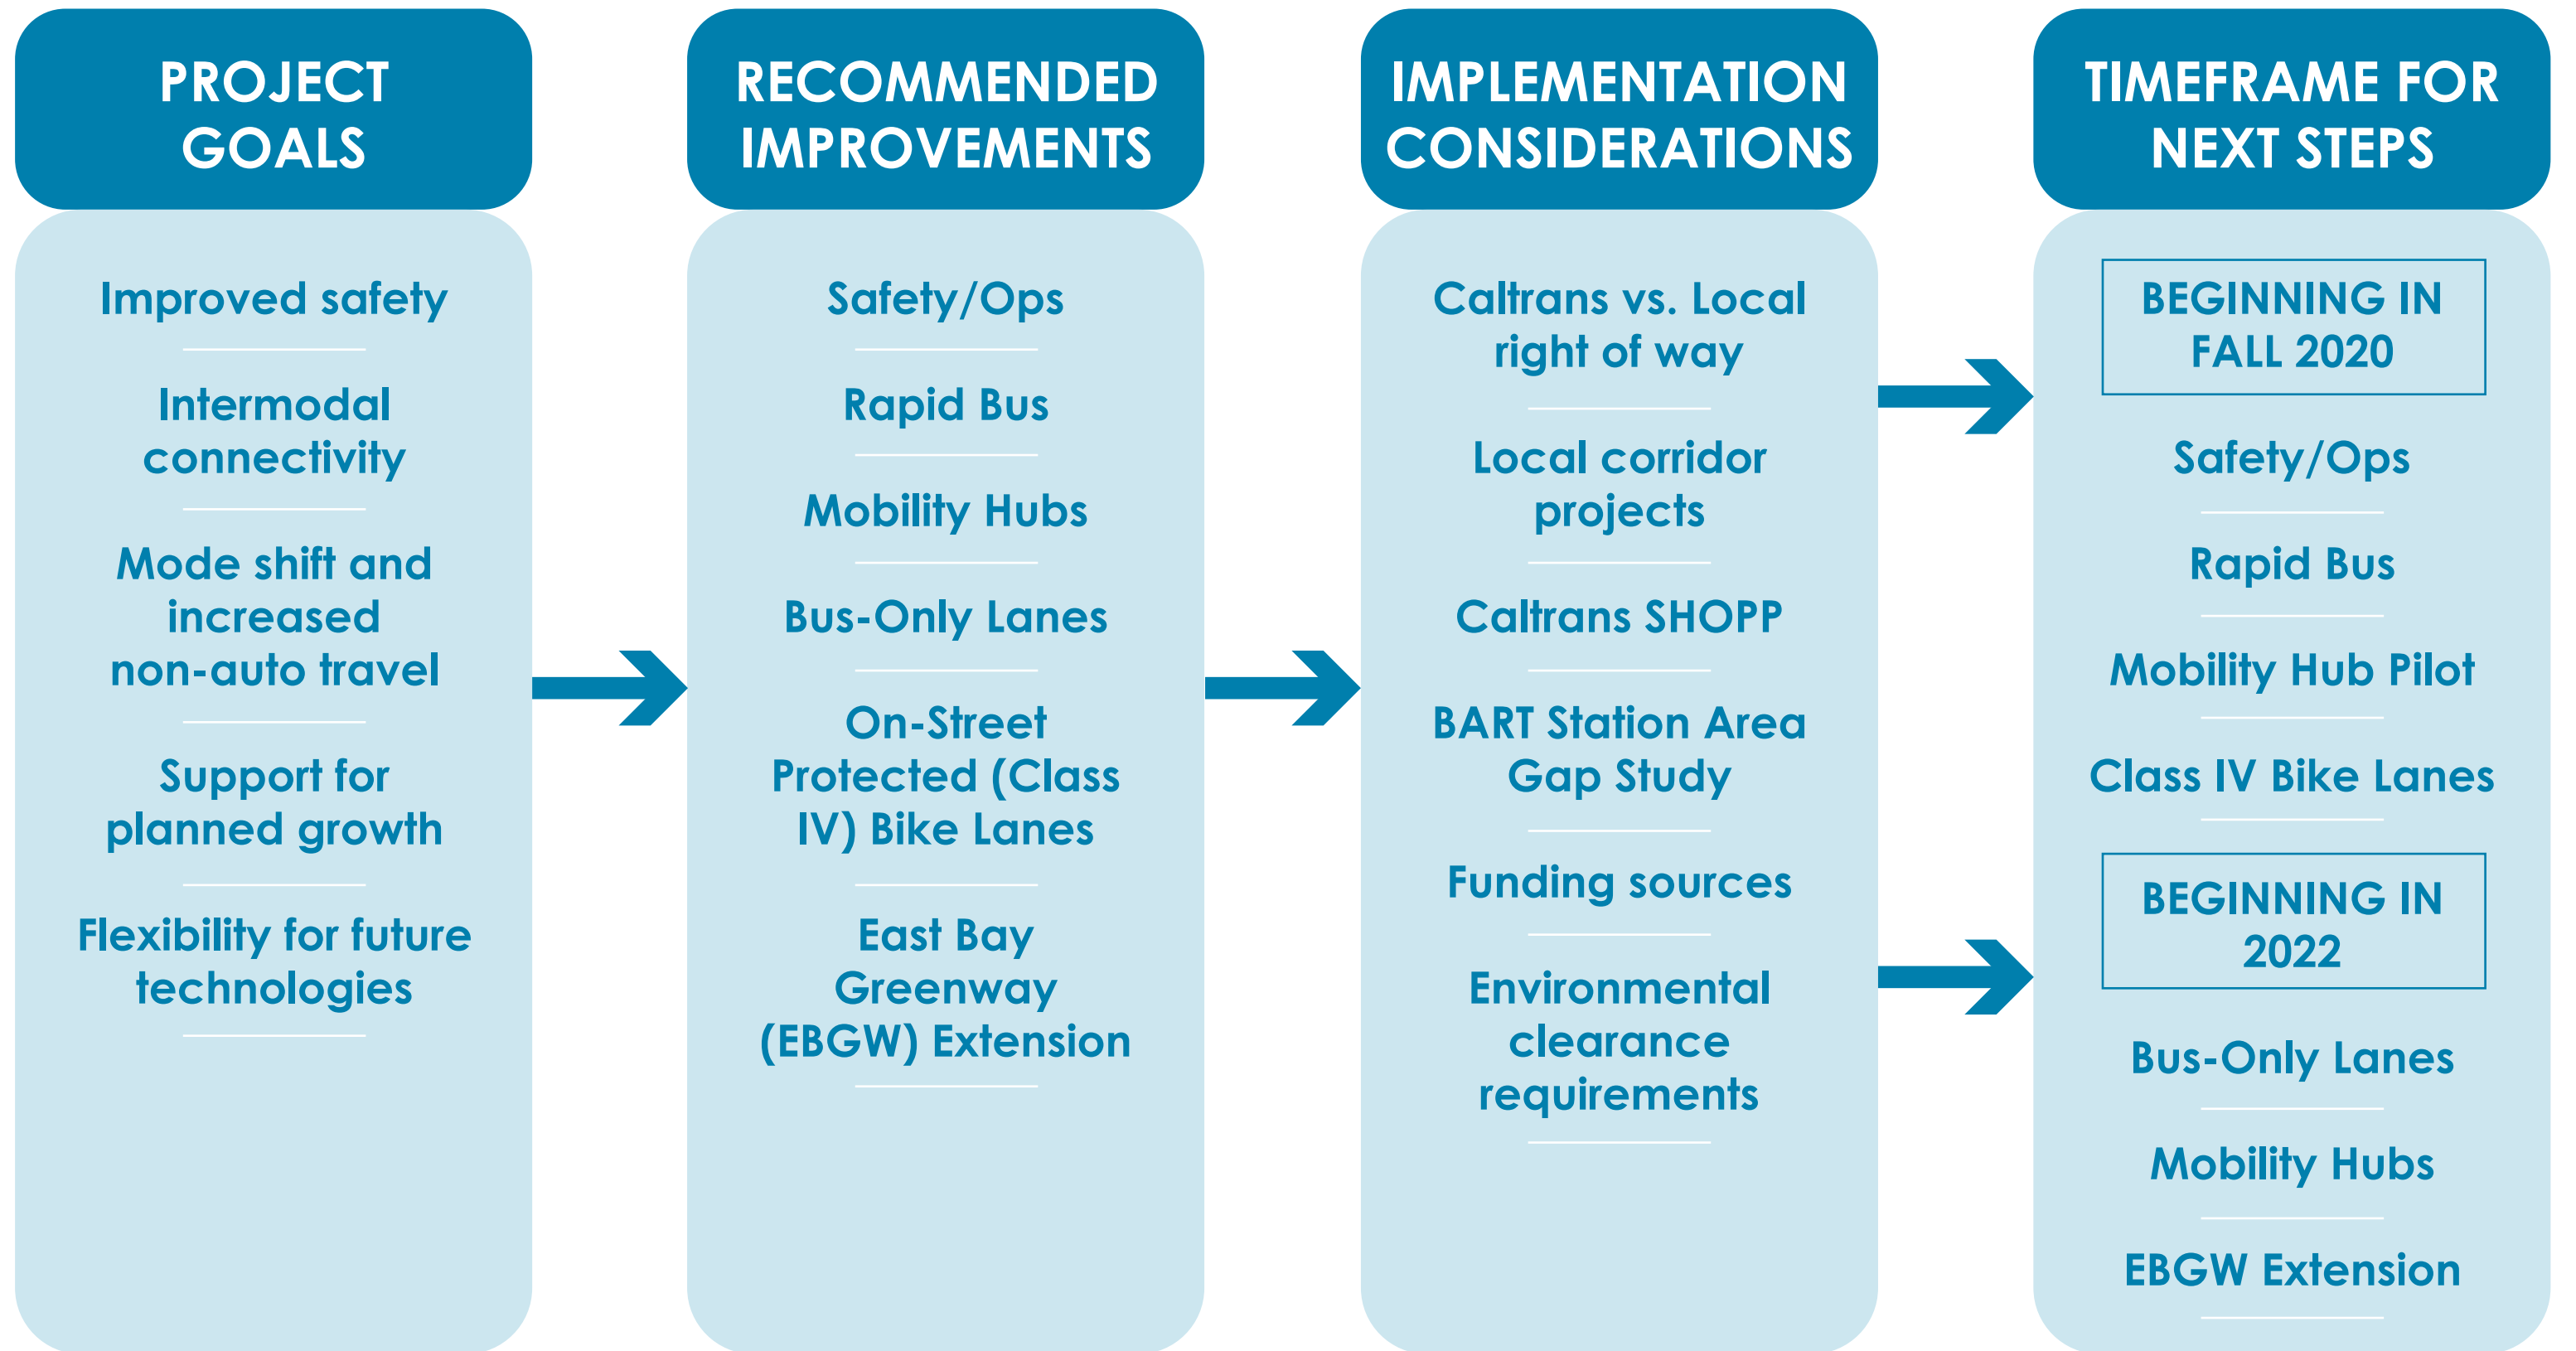 PROJECT
GOALS
Improved safety
Intermodal
connectivity
Mode shift and
increased
non-auto travel
Support for
planned growth
Flexibility for future
technologies
RECOMMENDED
IMPROVEMENTS
Safety/Ops
Rapid Bus
Mobility Hubs
Bus-Only Lanes
On-Street
Protected (Class
IV) Bike Lanes
East Bay
Greenway
(EBGW) Extension
IMPLEMENTATION
CONSIDERATIONS
Caltrans vs. Local
right of way
Local corridor
projects
Caltrans SHOPP
BART Station Area
Gap Study
Funding sources
Environmental
clearance
requirements
TIMEFRAME FOR
NEXT STEPS
BEGINNING IN
FALL 2020
Safety/Ops
Rapid Bus
Mobility Hub Pilot
Class IV Bike Lanes
BEGINNING IN
2022
Bus-Only Lanes
Mobility Hubs
EBGW Extension